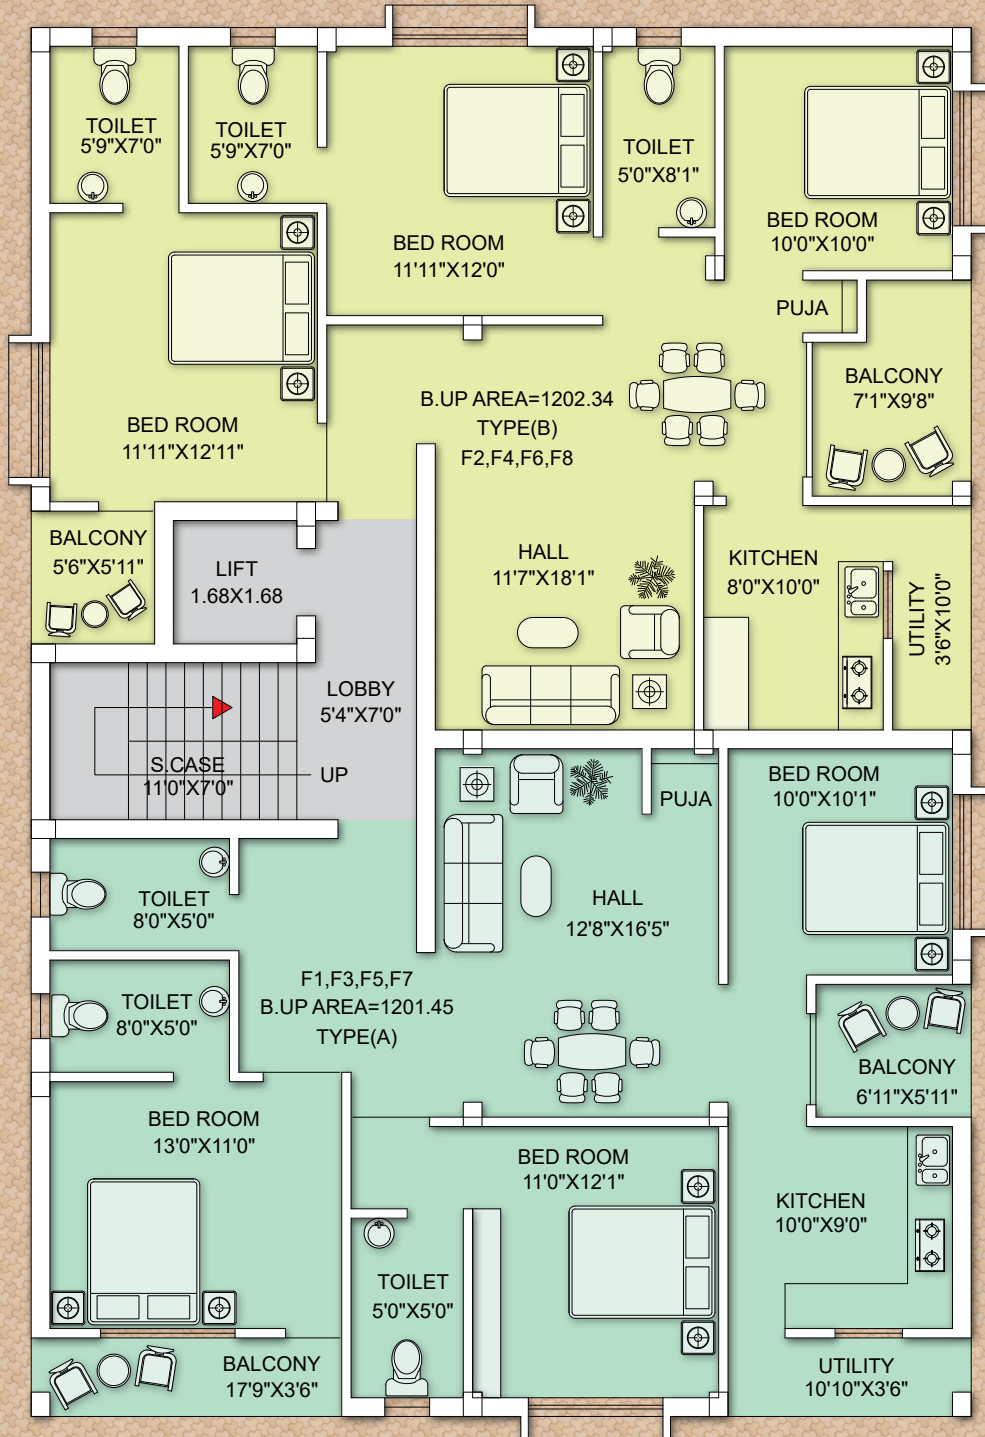 TOILET
5'9"X7'0"
TOILET
5'9"X7'0"
TOILET
5'0"X8'1"
BED ROOM
10'0"X10'0"
BED ROOM
11'11"X12'0"
PUJA
BALCONY
7'1"X9'8"
B.UP AREA=1202.34
TYPE(B)
F2,F4,F6,F8
BED ROOM
11'11"X12'11"
BALCONY
5'6"X5'11"
LIFT
1.68X1.68
HALL
11'7"X18'1"
KITCHEN
8'0"X10'0"
UTILITY
3'6"X10'0"
LOBBY
5'4"X7'0"
S.CASE
11'0"X7'0"
UP
PUJA
BED ROOM
10'0"X10'1"
TOILET
8'0"X5'0"
HALL
12'8"X16'5"
F1,F3,F5,F7
B.UP AREA=1201.45
TYPE(A)
TOILET
8'0"X5'0"
BALCONY
6'11"X5'11"
BED ROOM
13'0"X11'0"
BED ROOM
11'0"X12'1"
KITCHEN
10'0"X9'0"
TOILET
5'0"X5'0"
BALCONY
17'9"X3'6"
UTILITY
10'10"X3'6"